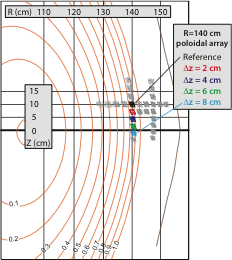 R (cm) 110 120 130 140 150
R=140 cm
poloidal array
Reference
Δz = 2 cm
Δz = 4 cm
Δz = 6 cm
Δz = 8 cm
15
10
5
0
Z (cm)
0.1
0.2
0.3
0.4
0.5
0.6
0.7
0.8
0.9
1.0